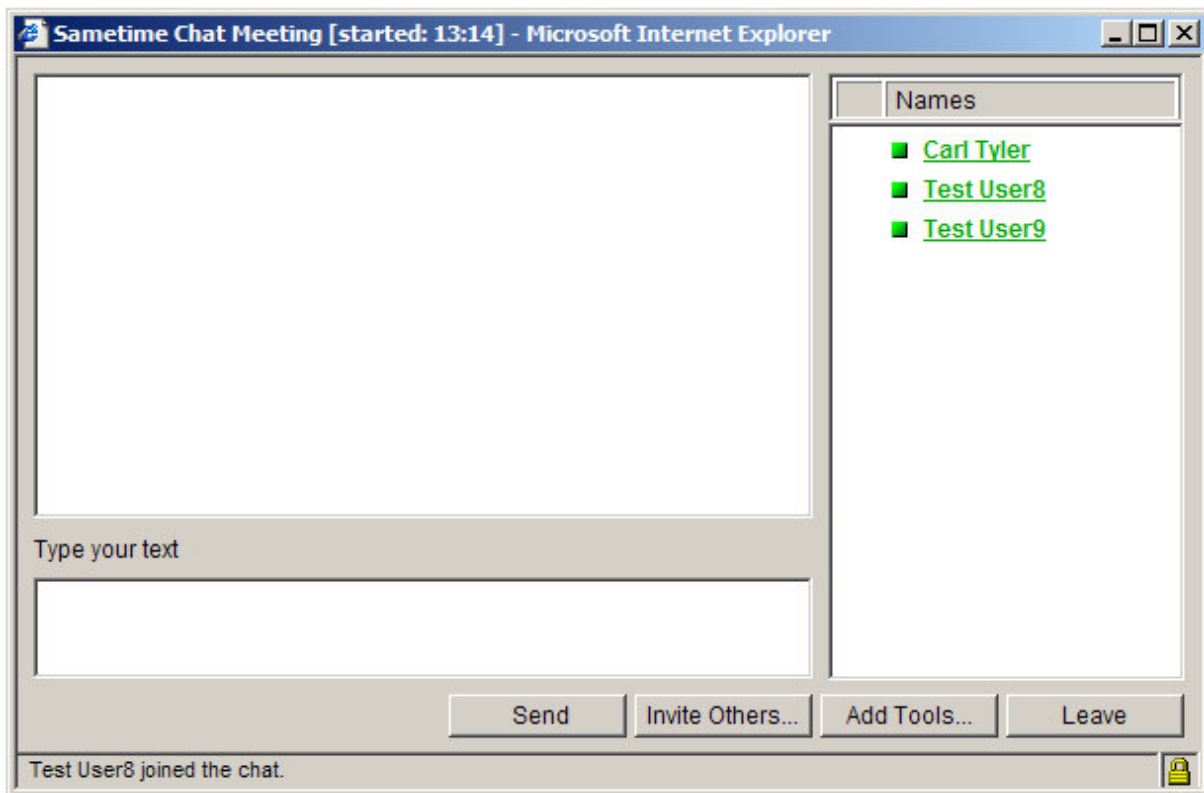 Sametime Chat Meeting [started: 13:14] - Microsoft Internet Explorer
Names
Carl Tyler
Test User8
Test User9
Type your text
Send Invite Others... Add Tools... Leave
Test User8 joined the chat.